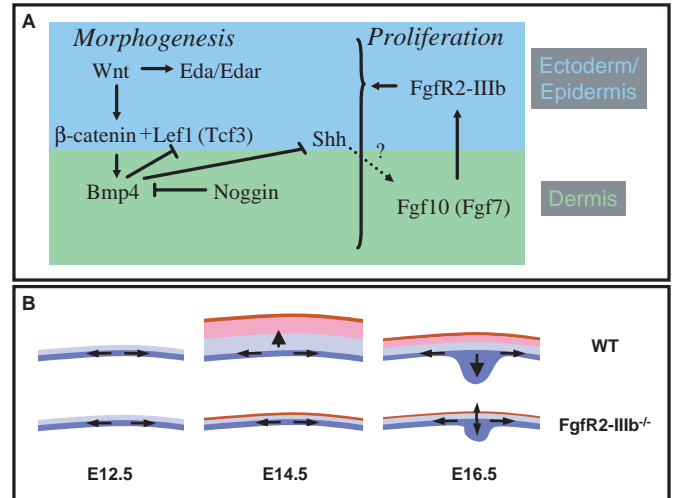 A
Morphogenesis
Proliferation
Wnt
Eda/Edar
FgfR2-IIIb
Ectoderm/
Epidermis
β-catenin +Lef1 (Tcf3)
Shh
?
Bmp4
Noggin
Fgf10 (Fgf7)
Dermis
B
WT
FgfR2-IIIb-/-
E12.5
E14.5
E16.5